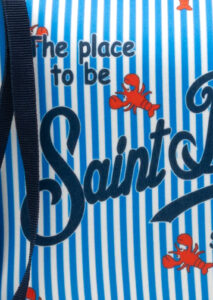 The place
to be
Saint